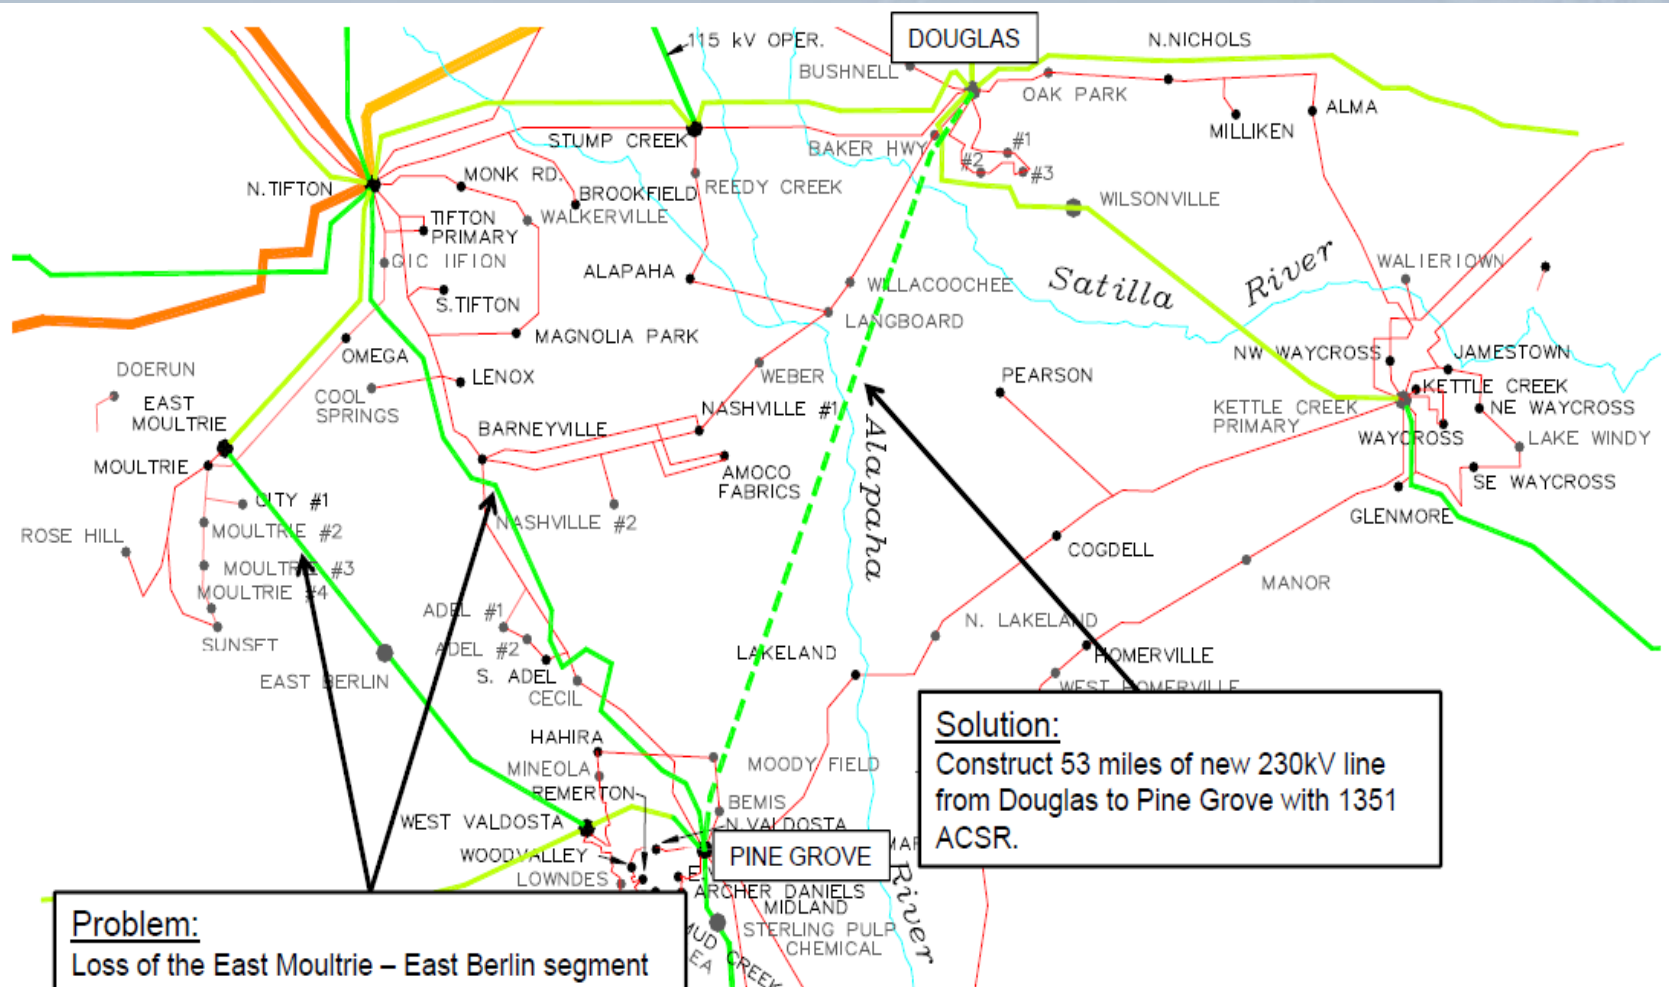 115 kV OPER.
DOUGLAS
N.NICHOLS
BUSHNELL
OAK PARK
ALMA
MILLIKEN
STUMP CREEK
BAKER HWY
#1
#2
#3
N.TIFTON
MONK RD.
BROOKFIELD
REEDY CREEK
WILSONVILLE
TIFTON
PRIMARY
WALKERVILLE
ALAPAHA
WILLACOOCHEE
Satilla
River
S.TIFTON
LANGBOARD
MAGNOLIA PARK
OMEGA
NW WAYCROSS
JAMESTOWN
DOERUN
LENOX
WEBER
PEARSON
KETTLE CREEK
COOL
SPRINGS
EAST
MOULTRIE
NASHVILLE #1
KETTLE CREEK
PRIMARY
NE WAYCROSS
BARNEYVILLE
Alapaha
WAYCROSS
LAKE WINDY
MOULTRIE
AMOCO
FABRICS
SE WAYCROSS
CITY #1
NASHVILLE #2
GLENMORE
ROSE HILL
MOULTRIE #2
COGDELL
MOULTRIE #3
MOULTRIE #4
MANOR
ADEL #1
N. LAKELAND
SUNSET
ADEL #2
LAKELAND
HOMERVILLE
EAST BERLIN
S. ADEL
CECIL
WEST HOMERVILLE
Solution:
Construct 53 miles of new 230kV line
from Douglas to Pine Grove with 1351
ACSR.
HAHIRA
MINEOLA
MOODY FIELD
REMERTON
BEMIS
WEST VALDOSTA
N.VALDOSTA
WOODVALLEY
PINE GROVE
LOWNDES
ARCHER DANIELS
MIDLAND
River
STERLING PULP
CHEMICAL
MUD CREEK
Problem:
Loss of the East Moultrie – East Berlin segment